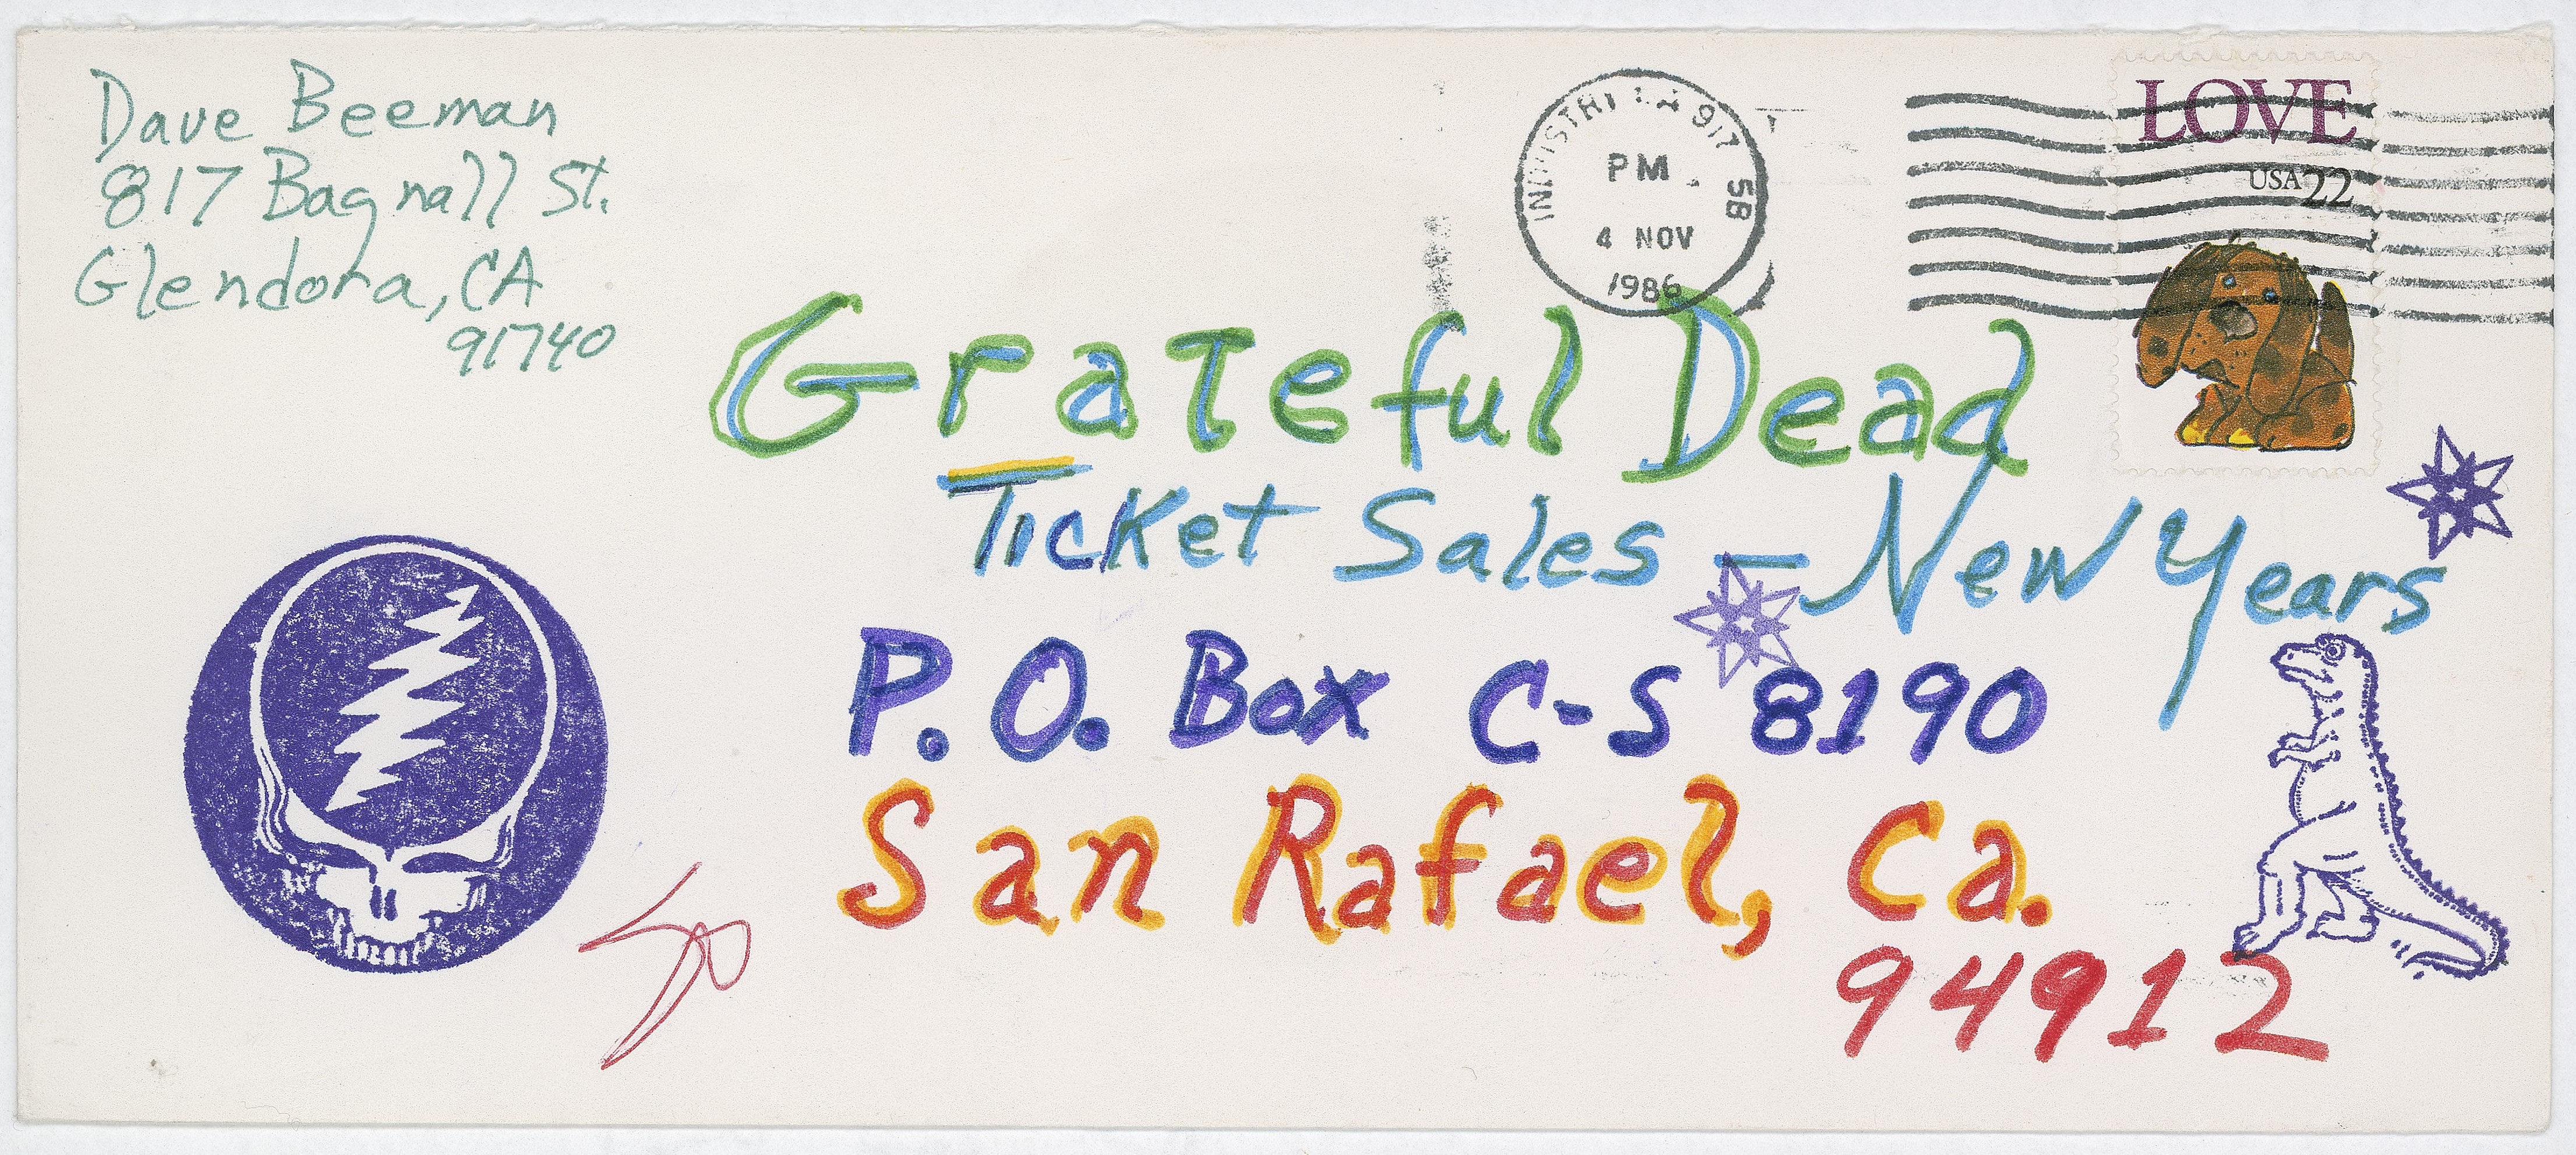 Dave Beeman
817 Bagnall St.
Glendora, CA
91740
PM
5B
4 NOV
1986
LOVE
USA 22
Grateful Dead
Ticket Sales - New Years
P.O. Box C-S 8190
San Rafael, Ca.
94912